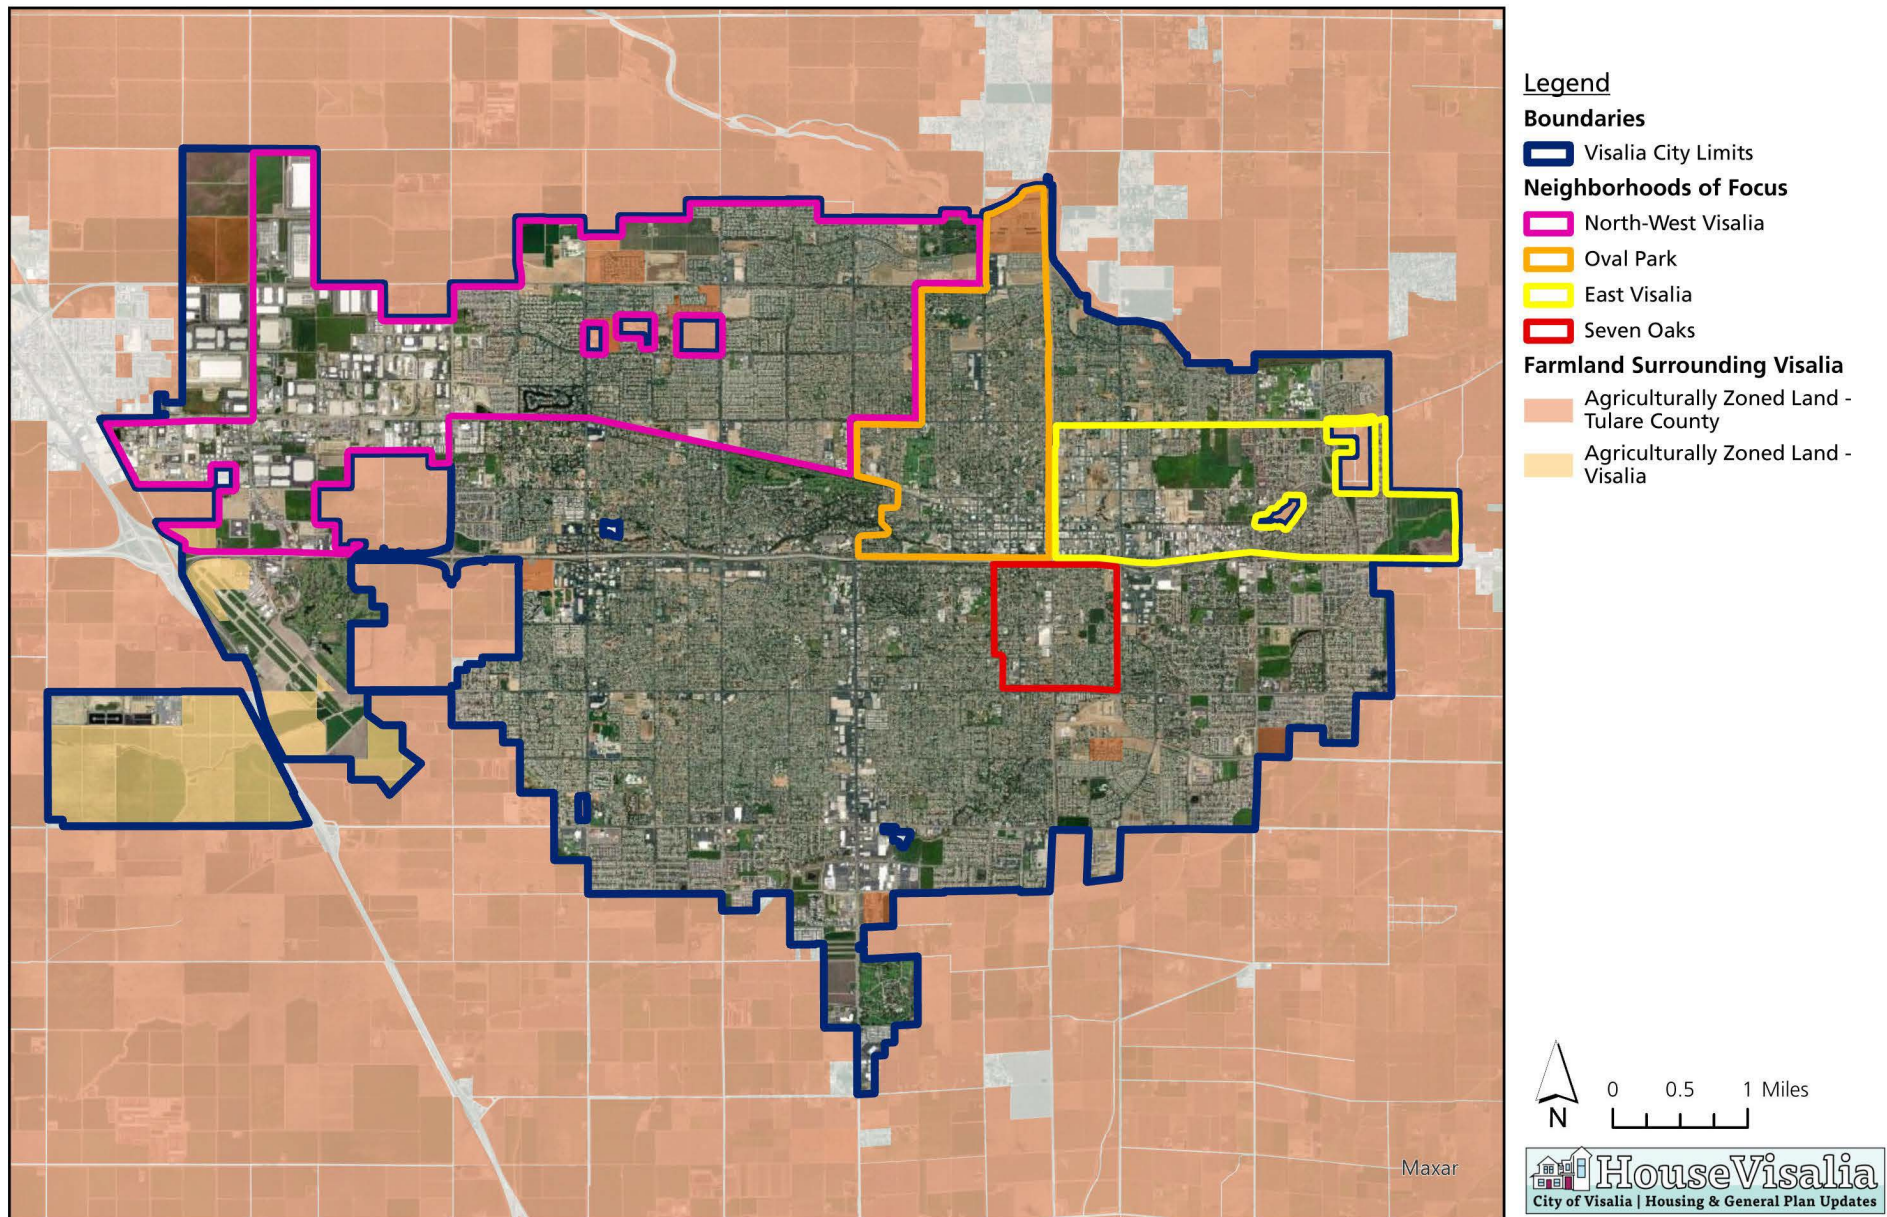 Legend
Boundaries
Visalia City Limits
Neighborhoods of Focus
North-West Visalia
Oval Park
East Visalia
Seven Oaks
Farmland Surrounding Visalia
Agriculturally Zoned Land -
Tulare County
Agriculturally Zoned Land -
Visalia
N
0 0.5 1 Miles
Maxar
HouseVisalia
City of Visalia | Housing & General Plan Updates